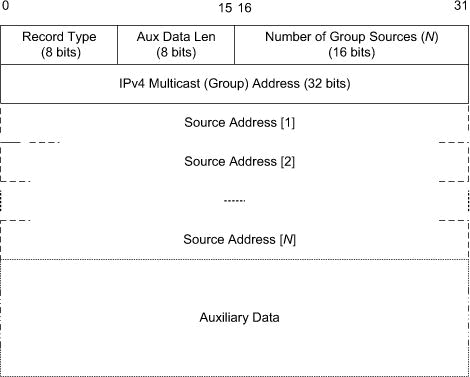 0 15 16 31
Record Type Aux Data Len Number of Group Sources (N)
(8 bits) (8 bits) (16 bits)
IPv4 Multicast (Group) Address (32 bits)
Source Address [1]
Source Address [2]
-----
Source Address [N]
Auxiliary Data